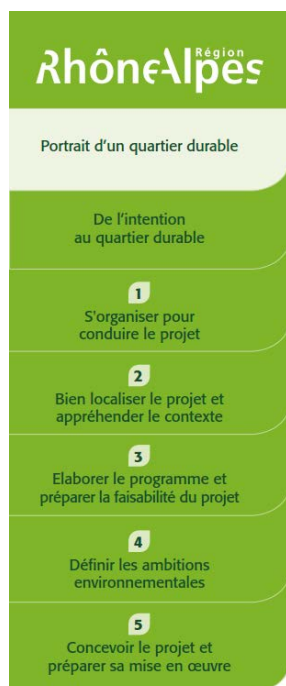 Région
RhôneAlpes
Portrait d'un quartier durable
De l'intention
au quartier durable
1
S'organiser pour
conduire le projet
2
Bien localiser le projet et
appréhender le contexte
3
Elaborer le programme et
préparer la faisabilité du projet
4
Définir les ambitions
environnementales
5
Concevoir le projet et
préparer sa mise en œuvre